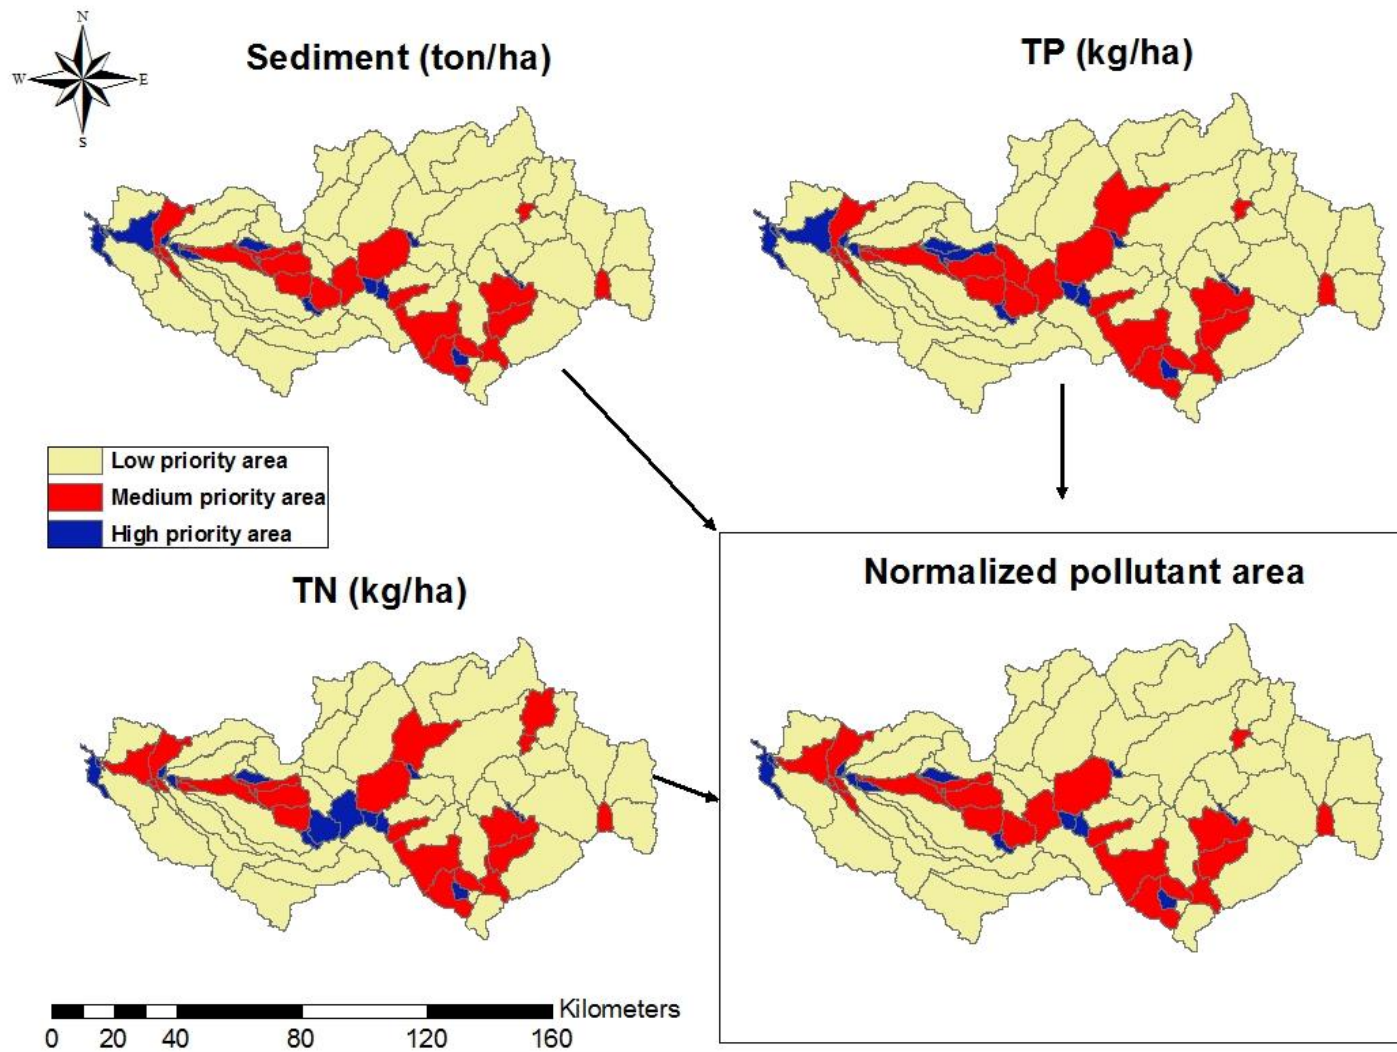 N
W E
S
Sediment (ton/ha)
TP (kg/ha)
Low priority area
Medium priority area
High priority area
TN (kg/ha)
Normalized pollutant area
Kilometers
0 20 40 80 120 160